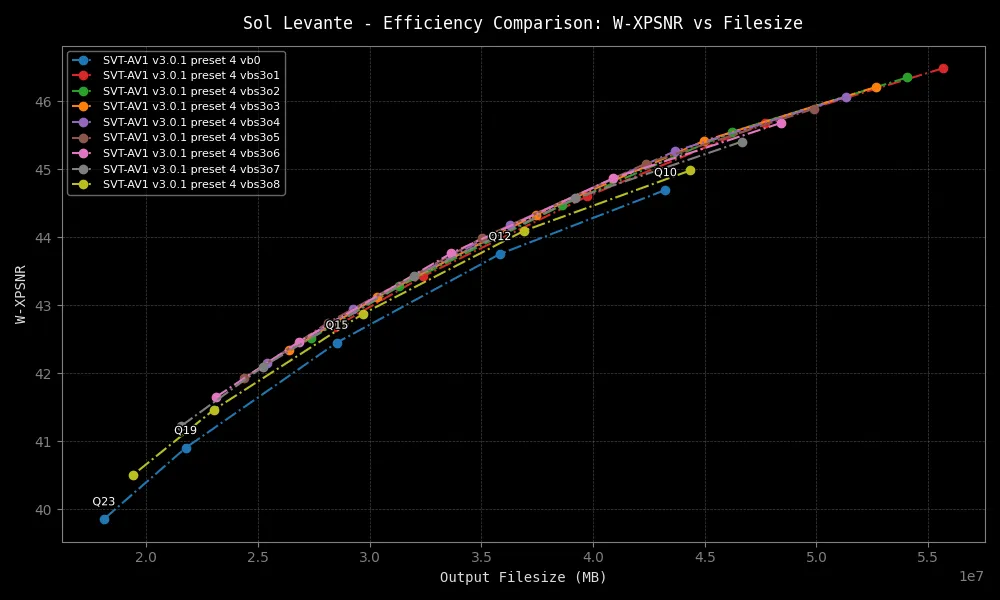 Sol Levante - Efficiency Comparison: W-XPSNR vs Filesize
SVT-AV1 v3.0.1 preset 4 vb0
SVT-AV1 v3.0.1 preset 4 vbs3o1
SVT-AV1 v3.0.1 preset 4 vbs3o2
SVT-AV1 v3.0.1 preset 4 vbs3o3
SVT-AV1 v3.0.1 preset 4 vbs3o4
SVT-AV1 v3.0.1 preset 4 vbs3o5
SVT-AV1 v3.0.1 preset 4 vbs3o6
SVT-AV1 v3.0.1 preset 4 vbs3o7
SVT-AV1 v3.0.1 preset 4 vbs3o8
46
45
44
43
42
41
40
W-XPSNR
Q10
Q12
Q15
Q19
Q23
2.0 2.5 3.0 3.5 4.0 4.5 5.0 5.5
1e7
Output Filesize (MB)